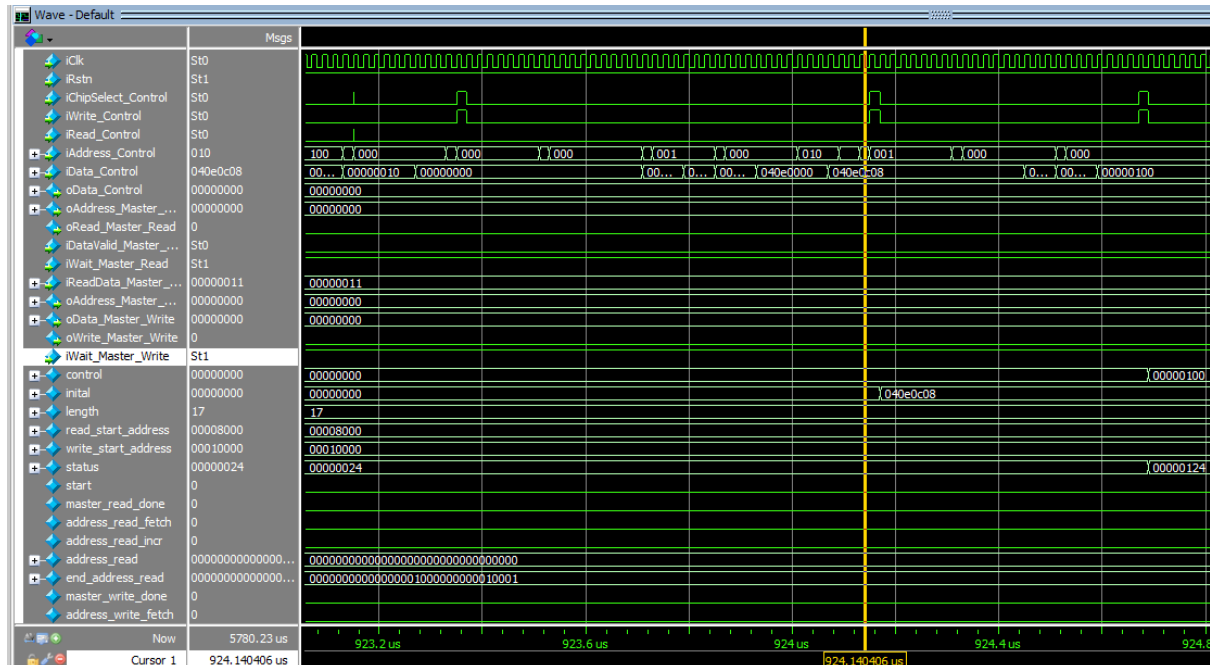 Wave - Default
Msgs
iClk St0
iRstn St1
iChipSelect_Control St0
iWrite_Control St0
iRead_Control St0
iAddress_Control 010 100 000 000 000 001 000 010 001 000 000
iData_Control 040e0c08 00... 00000010 00000000 00... 0... 00... 040e0000 040e0c08 0... 00... 00000100
oData_Control 00000000 00000000
oAddress_Master_... 00000000 00000000
oRead_Master_Read 0
iDataValid_Master_... St0
iWait_Master_Read St1
iReadData_Master_... 00000011 00000011
oAddress_Master_... 00000000 00000000
oData_Master_Write 00000000 00000000
oWrite_Master_Write 0
iWait_Master_Write St1
control 00000000 00000000 00000100
inital 00000000 00000000 040e0c08
length 17 17
read_start_address 00008000 00008000
write_start_address 00010000 00010000
status 00000024 00000024 00000124
start 0
master_read_done 0
address_read_fetch 0
address_read_incr 0
address_read 00000000000000... 00000000000000000000000000000000
end_address_read 00000000000000... 00000000000000001000000000010001
master_write_done 0
address_write_fetch 0
Now 5780.23 us 923.2 us 923.6 us 924 us 924.4 us 924.8
Cursor 1 924.140406 us 924.140406 us